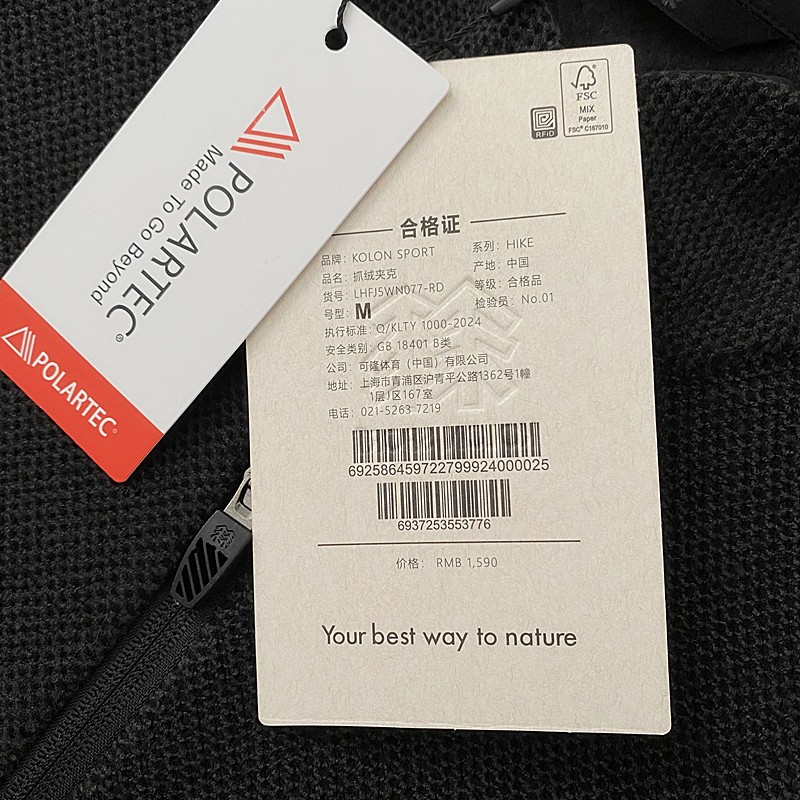 POLARTEC®
Made To Go Beyond
POLARTEC®
FSC
MIX
Paper
FSC® C167010
RFID
合格证
品牌: KOLON SPORT
系列: HIKE
品名: 抓绒夹克
产地: 中国
货号: LHFJ5WN077-RD
等级: 合格品
号型: M
检验员: No.01
执行标准: Q/KLTY 1000-2024
安全类别: GB 18401 B类
公司: 可隆体育（中国）有限公司
地址: 上海市青浦区沪青平公路1362号1幢
1层J区167室
电话: 021-5263 7219
692586459722799924000025
6937253553776
价格: RMB 1,590
Your best way to nature